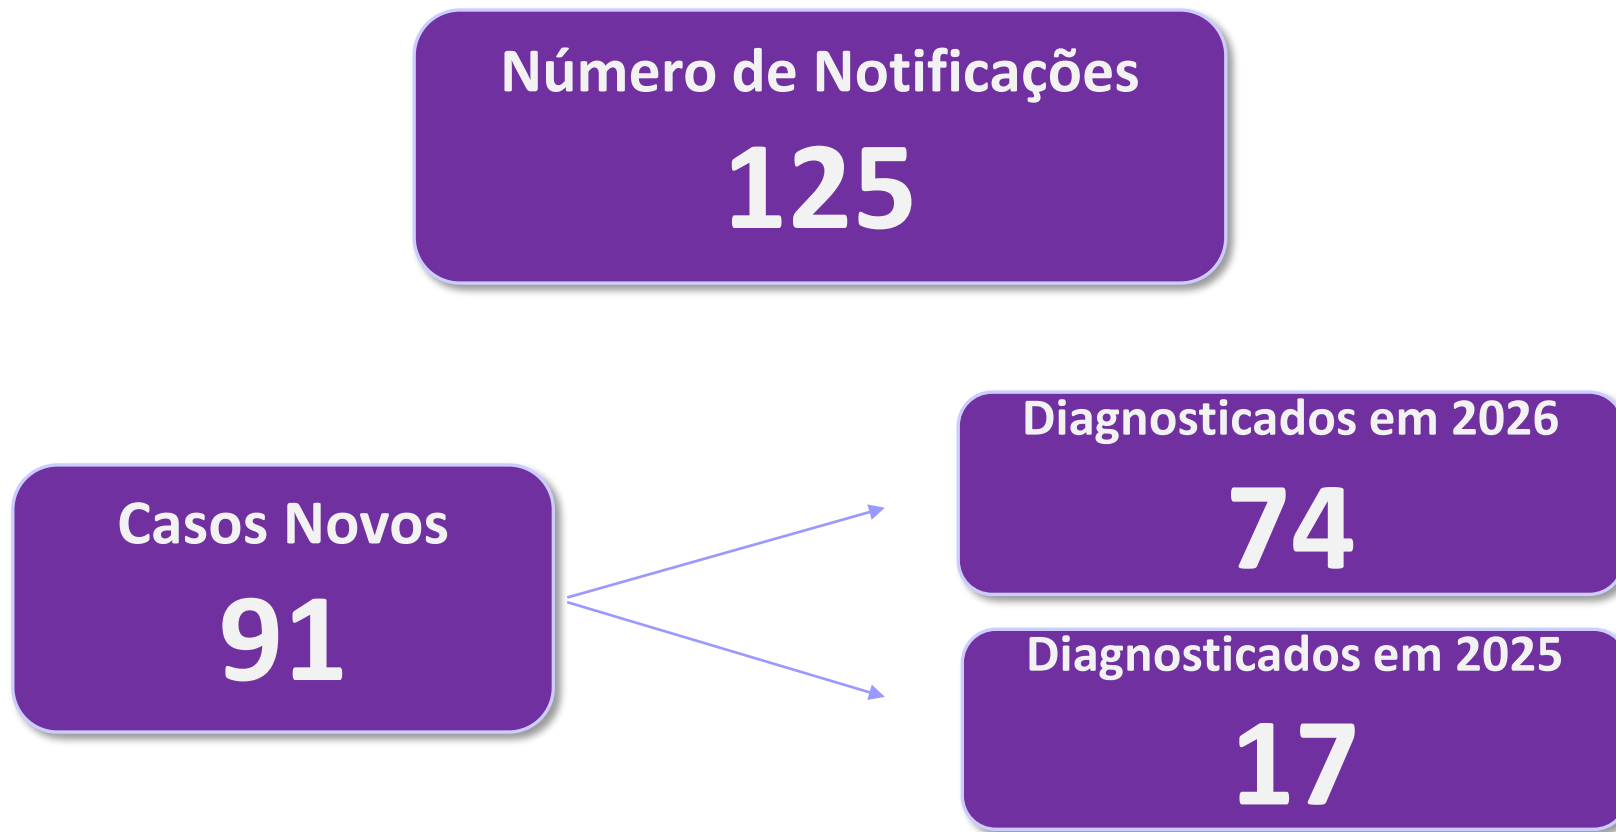 Número de Notificações
125
Casos Novos
91
Diagnosticados em 2026
74
Diagnosticados em 2025
17